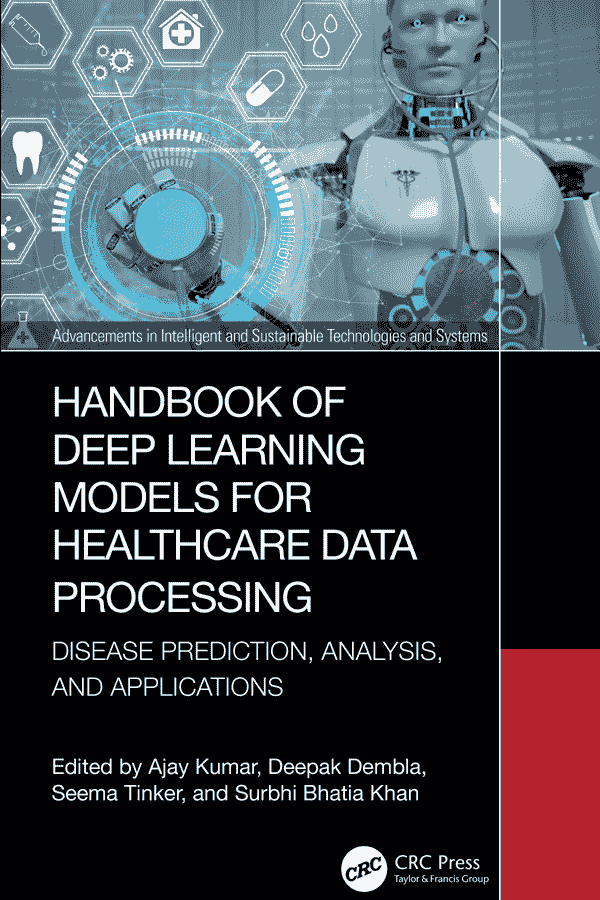 Advancements in Intelligent and Sustainable Technologies and Systems
HANDBOOK OF
DEEP LEARNING
MODELS FOR
HEALTHCARE DATA
PROCESSING
DISEASE PREDICTION, ANALYSIS,
AND APPLICATIONS
Edited by Ajay Kumar, Deepak Dembla,
Seema Tinker, and Surbhi Bhatia Khan
CRC
CRC Press
Taylor & Francis Group